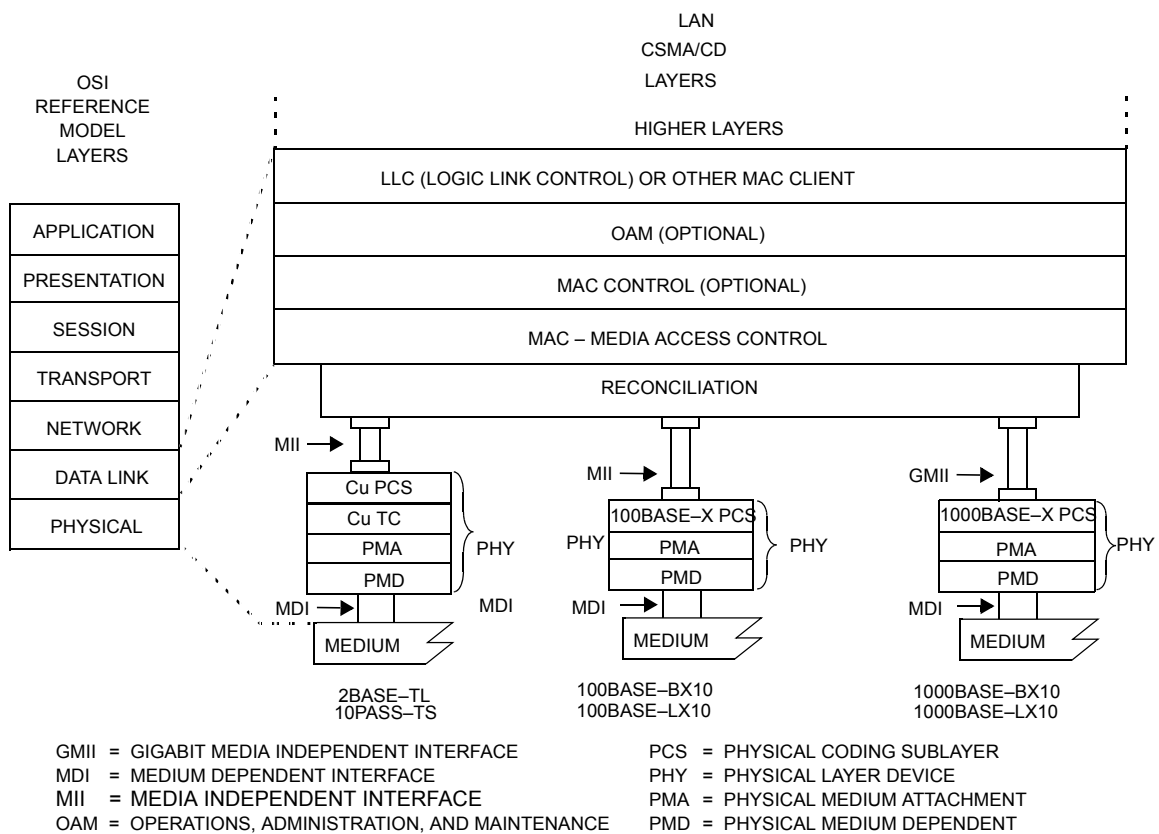 LAN
CSMA/CD
LAYERS
OSI
REFERENCE
MODEL
LAYERS
HIGHER LAYERS
LLC (LOGIC LINK CONTROL) OR OTHER MAC CLIENT
OAM (OPTIONAL)
MAC CONTROL (OPTIONAL)
MAC – MEDIA ACCESS CONTROL
RECONCILIATION
APPLICATION
PRESENTATION
SESSION
TRANSPORT
NETWORK
DATA LINK
PHYSICAL
MII
Cu PCS
Cu TC
PMA
PMD
PHY
MDI
MDI
MEDIUM
2BASE–TL
10PASS–TS
MII
100BASE–X PCS
PHY
PMA
PMD
PHY
MDI
MEDIUM
100BASE–BX10
100BASE–LX10
GMII
1000BASE–X PCS
PMA
PMD
PHY
MDI
MEDIUM
1000BASE–BX10
1000BASE–LX10
GMII = GIGABIT MEDIA INDEPENDENT INTERFACE
MDI = MEDIUM DEPENDENT INTERFACE
MII = MEDIA INDEPENDENT INTERFACE
OAM = OPERATIONS, ADMINISTRATION, AND MAINTENANCE
PCS = PHYSICAL CODING SUBLAYER
PHY = PHYSICAL LAYER DEVICE
PMA = PHYSICAL MEDIUM ATTACHMENT
PMD = PHYSICAL MEDIUM DEPENDENT